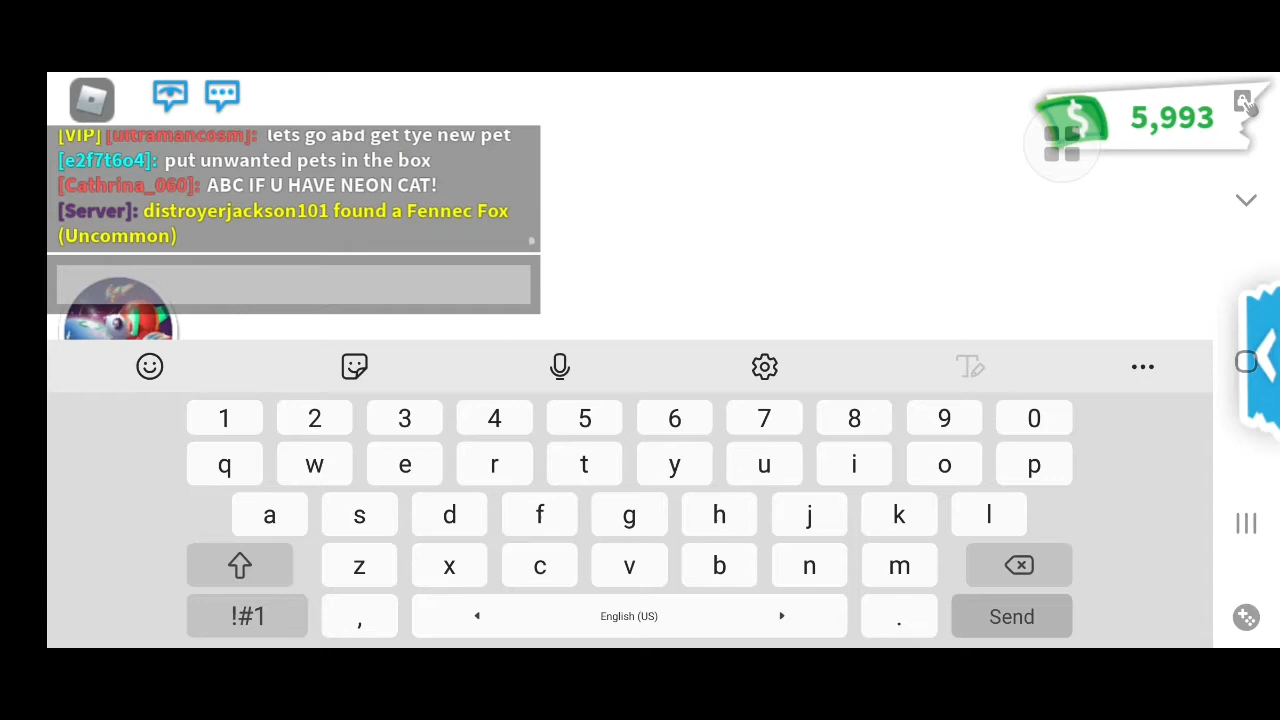 5,993
[VIP] [ultramancosm]: lets go abd get tye new pet
[e2f7t6o4]: put unwanted pets in the box
[Cathrina_060]: ABC IF U HAVE NEON CAT!
[Server]: distroyerjackson101 found a Fennec Fox
(Uncommon)
1 2 3 4 5 6 7 8 9 0
q w e r t y u i o p
a s d f g h j k l
z x c v b n m
!#1 , English (US) . Send